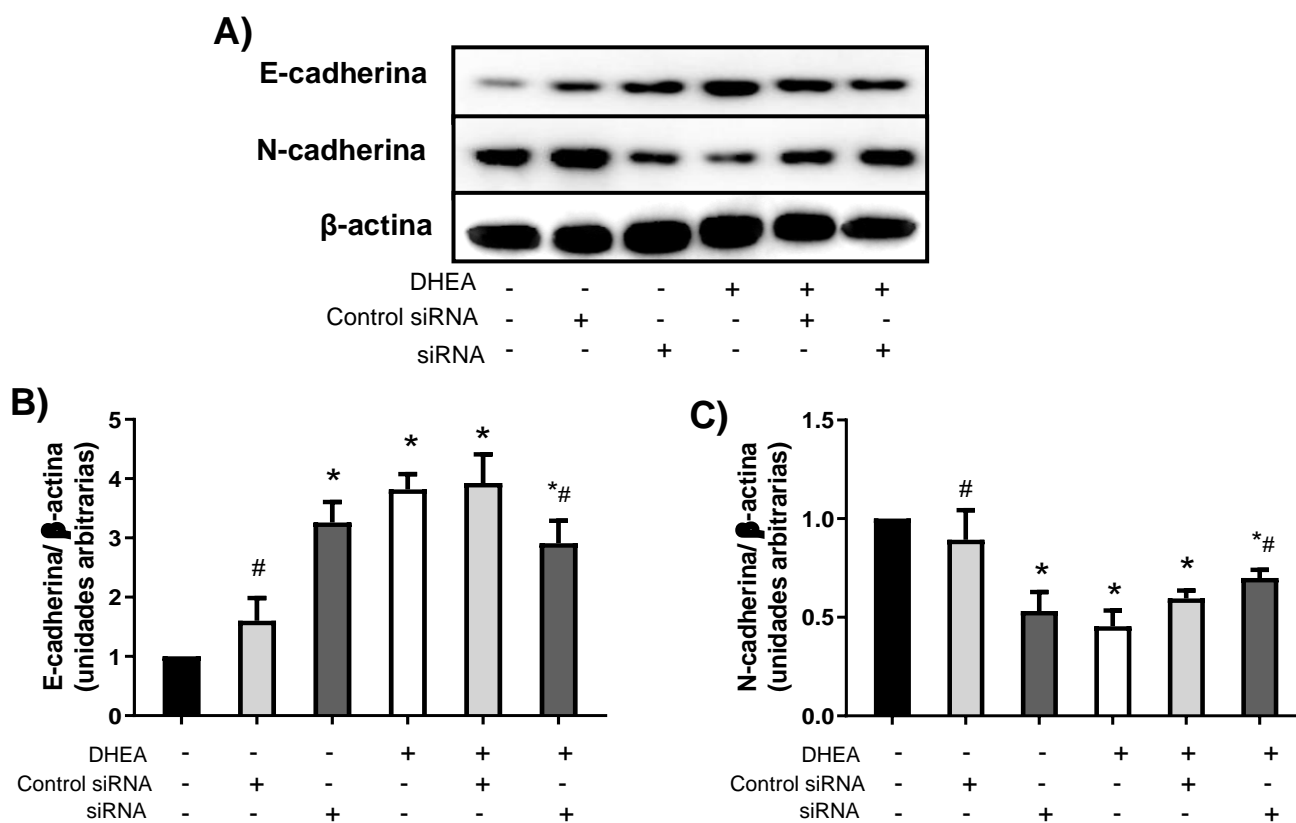 A)
E-cadherina
N-cadherina
β-actina
DHEA - - - + + +
Control siRNA - + - - + -
siRNA - - + - - +
B)
E-cadherina/ β-actina
(unidades arbitrarias)
5
4
3
2
1
0
#
*
*
*
*#
DHEA - - - + + +
Control siRNA - + - - + -
siRNA - - + - - +
C)
N-cadherina/ β-actina
(unidades arbitrarias)
1.5
1.0
0.5
0.0
#
*
*
*
*#
DHEA - - - + + +
Control siRNA - + - - + -
siRNA - - + - - +